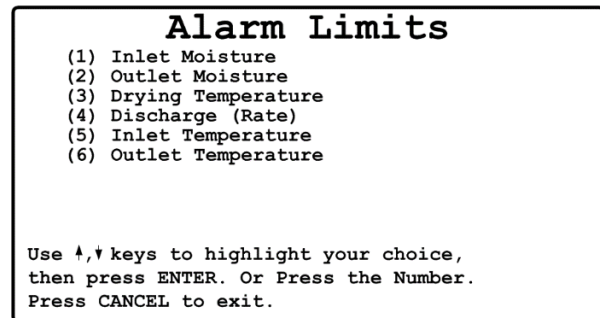 Alarm Limits
(1) Inlet Moisture
(2) Outlet Moisture
(3) Drying Temperature
(4) Discharge (Rate)
(5) Inlet Temperature
(6) Outlet Temperature
Use ↑,↓ keys to highlight your choice,
then press ENTER. Or Press the Number.
Press CANCEL to exit.